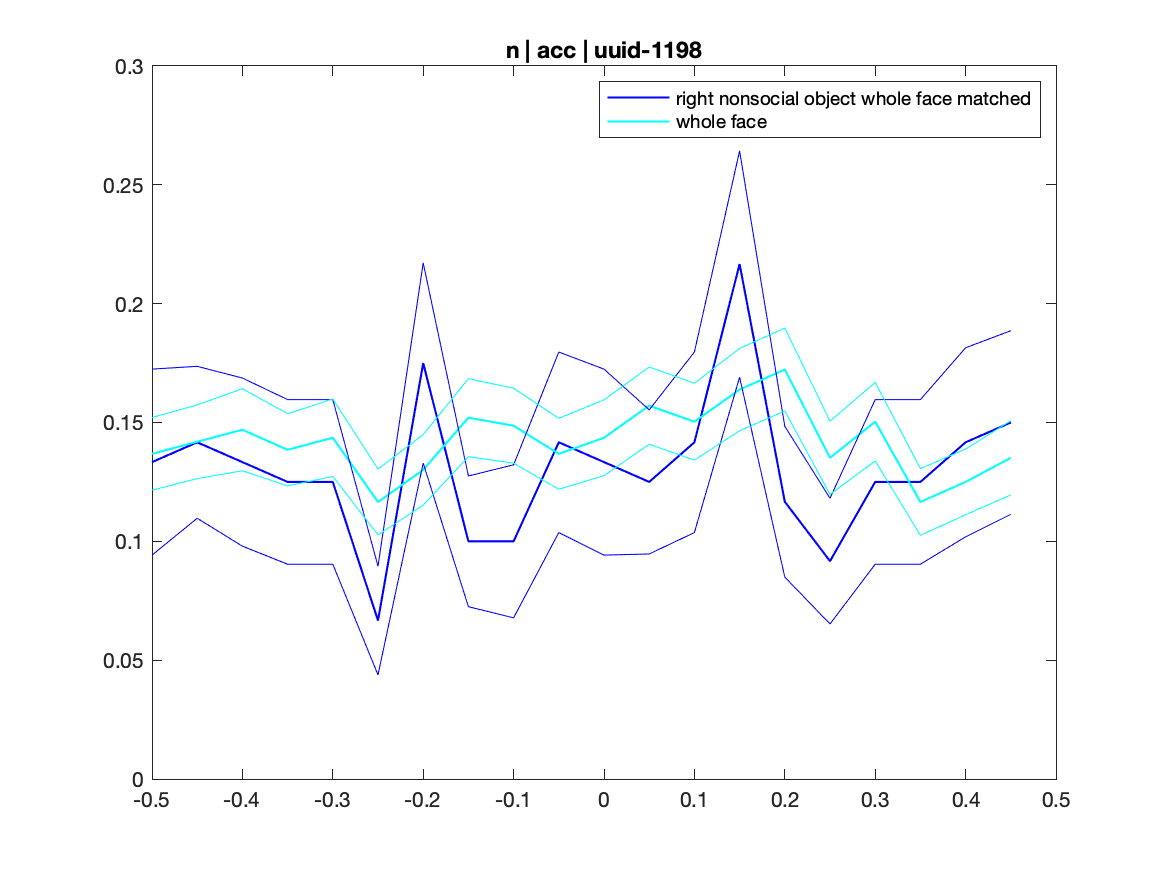 n | acc | uuid-1198
right nonsocial object whole face matched
whole face
0.3
0.25
0.2
0.15
0.1
0.05
0
-0.5 -0.4 -0.3 -0.2 -0.1 0 0.1 0.2 0.3 0.4 0.5